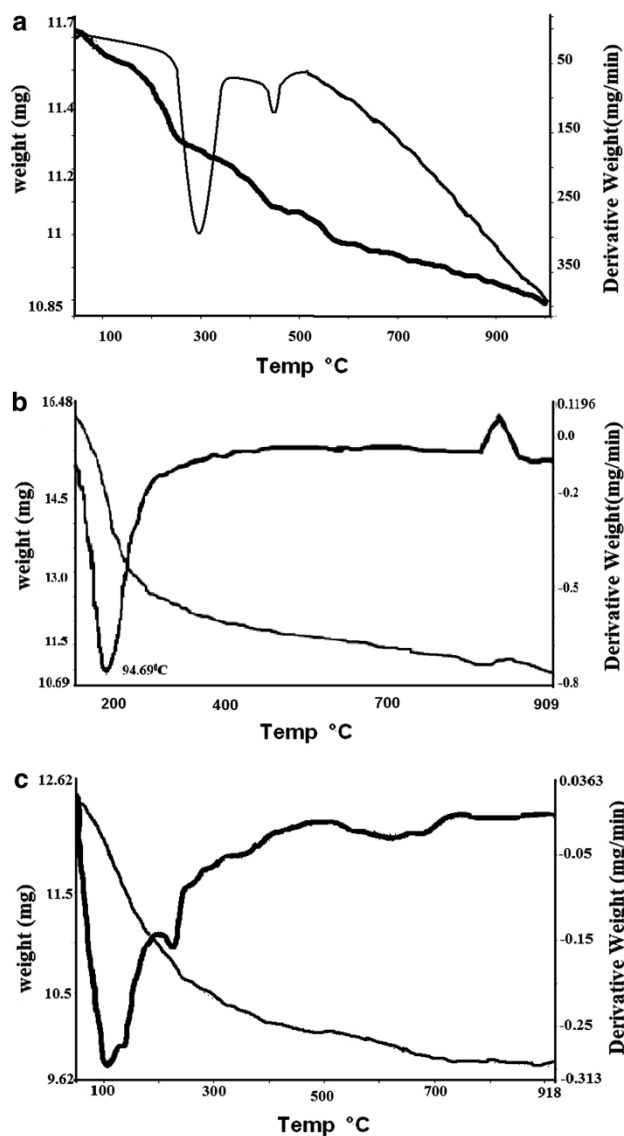 a
11.7
11.4
11.2
11
10.85
weight (mg)
50
150
250
350
Derivative Weight(mg/min)
100 300 500 700 900
Temp °C
b
16.48
14.5
13.0
11.5
10.69
weight (mg)
0.1196
0.0
-0.2
-0.5
-0.8
Derivative Weight(mg/min)
94.69⁰C
200 400 700 909
Temp °C
c
12.62
11.5
10.5
9.62
weight (mg)
0.0363
-0.05
-0.15
-0.25
-0.313
Derivative Weight (mg/min)
100 300 500 700 918
Temp °C